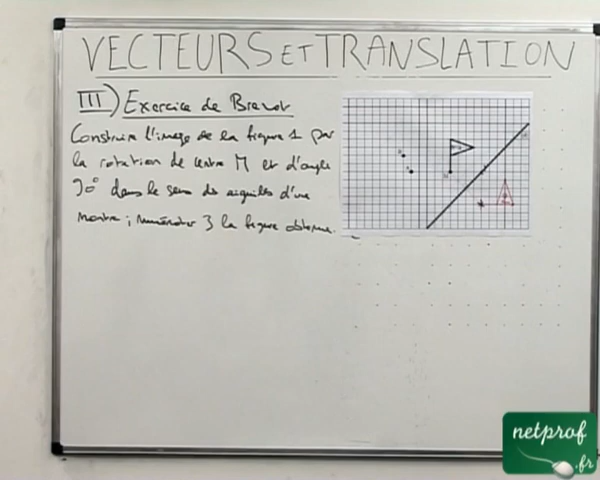 VECTEURS ET TRANSLATION
III) Exercice de Brevet
Construire l'image de la figure 1 par
la rotation de centre M et d'angle
90° dans le sens des aiguilles d'une
montre ; numéroter 3 la figure obtenue.
netprof
.fr